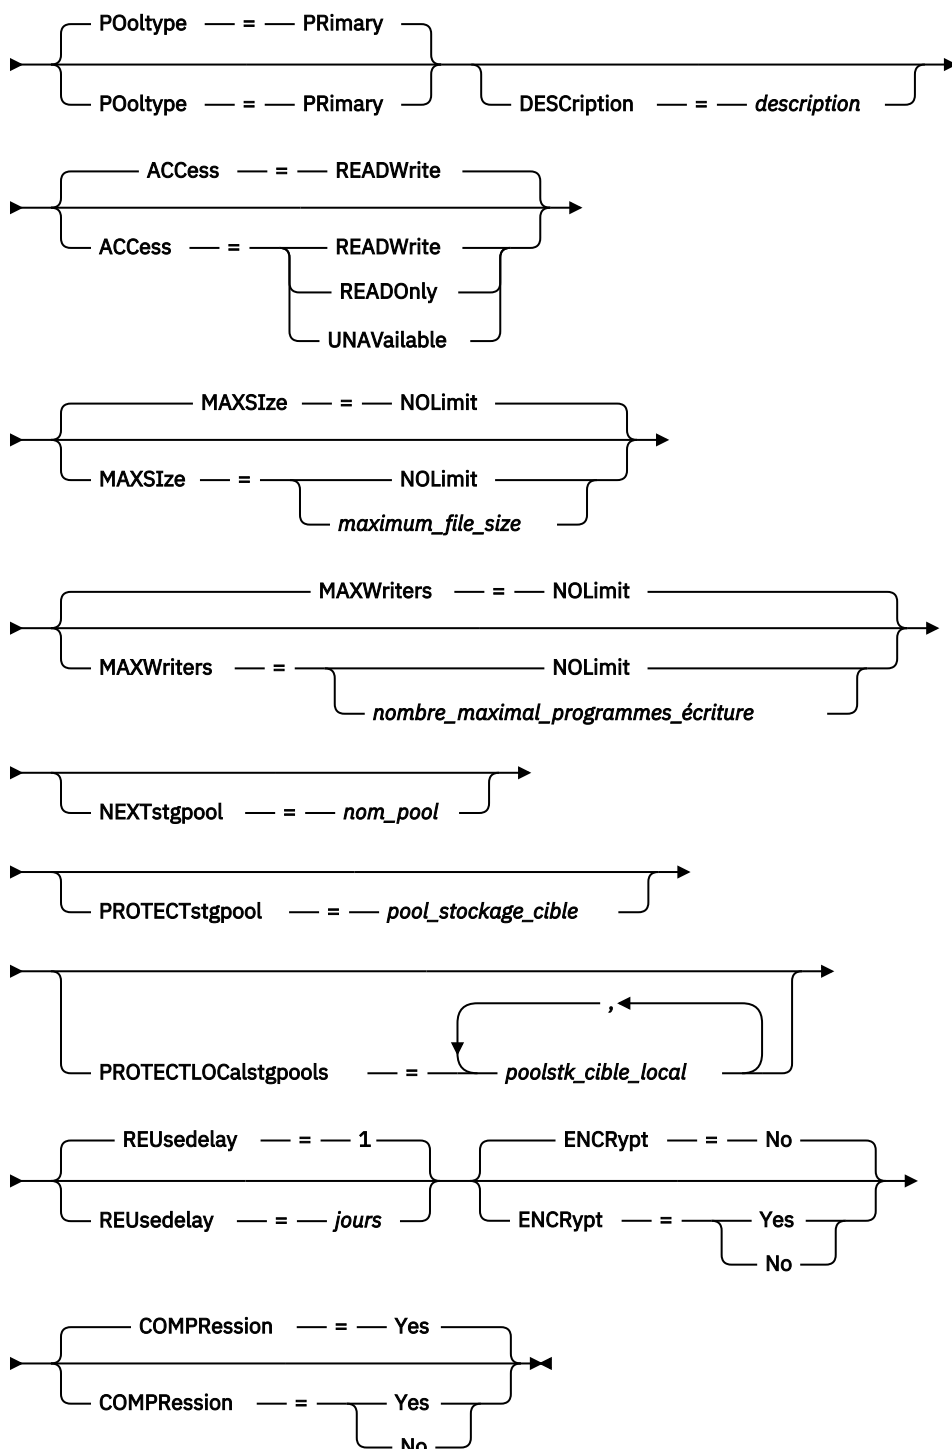 POoltype = PRimary
POoltype = PRimary
DESCription = description
ACCess = READWrite
ACCess = READWrite
READOnly
UNAVailable
MAXSIze = NOLimit
MAXSIze = NOLimit
maximum_file_size
MAXWriters = NOLimit
MAXWriters = NOLimit
nombre_maximal_programmes_écriture
NEXTstgpool = nom_pool
PROTECTstgpool = pool_stockage_cible
,
PROTECTLOCalstgpools = poolstk_cible_local
REUsedelay = 1
REUsedelay = jours
ENCRypt = No
ENCRypt = Yes
No
COMPRession = Yes
COMPRession = Yes
No